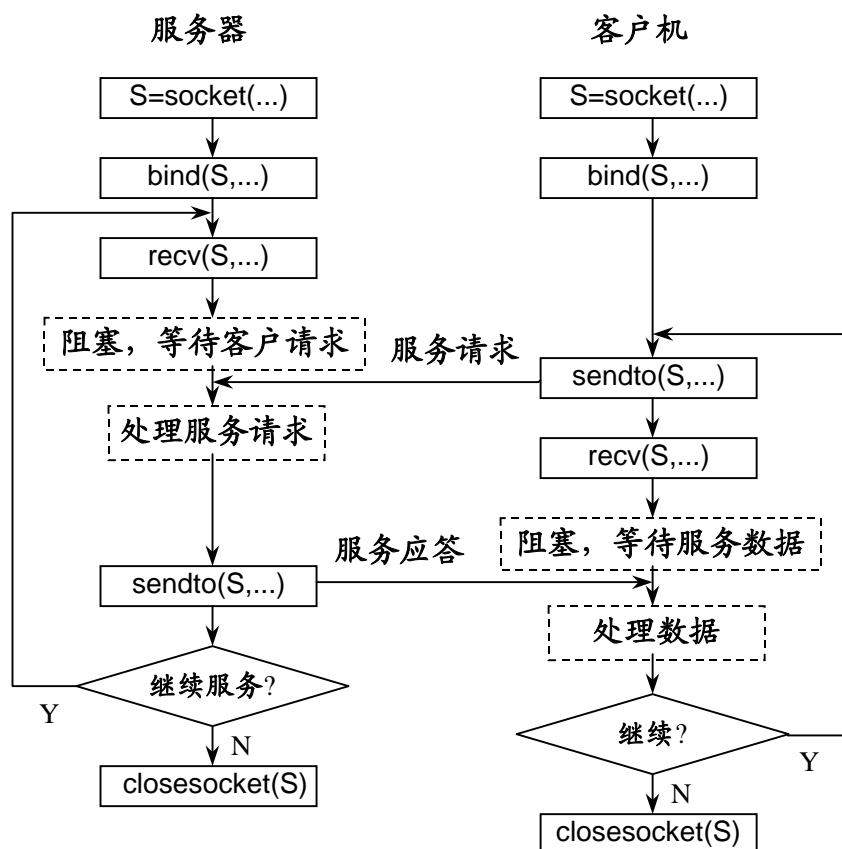 服务器
S=socket(...)
bind(S,...)
recv(S,...)
阻塞，等待客户请求
处理服务请求
sendto(S,...)
继续服务?
Y
N
closesocket(S)
服务请求
服务应答
客户机
S=socket(...)
bind(S,...)
sendto(S,...)
recv(S,...)
阻塞，等待服务数据
处理数据
继续?
Y
N
closesocket(S)